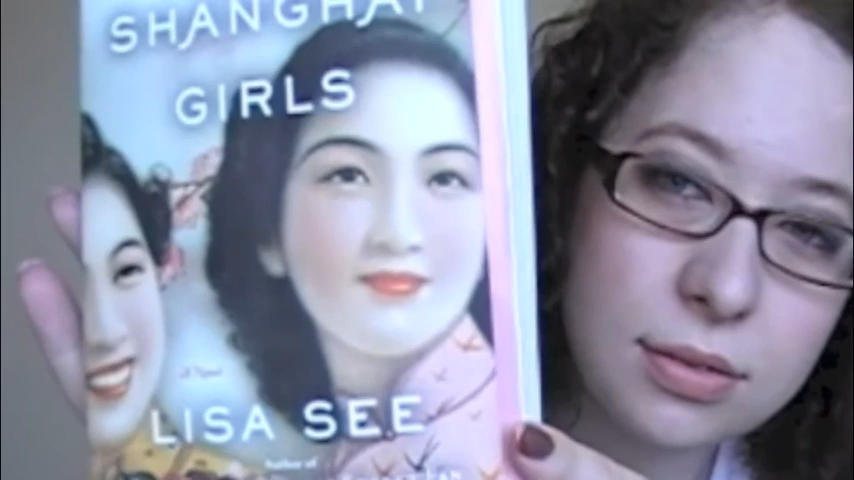 SHANGHAI
GIRLS
a Novel
LISA SEE
Author of